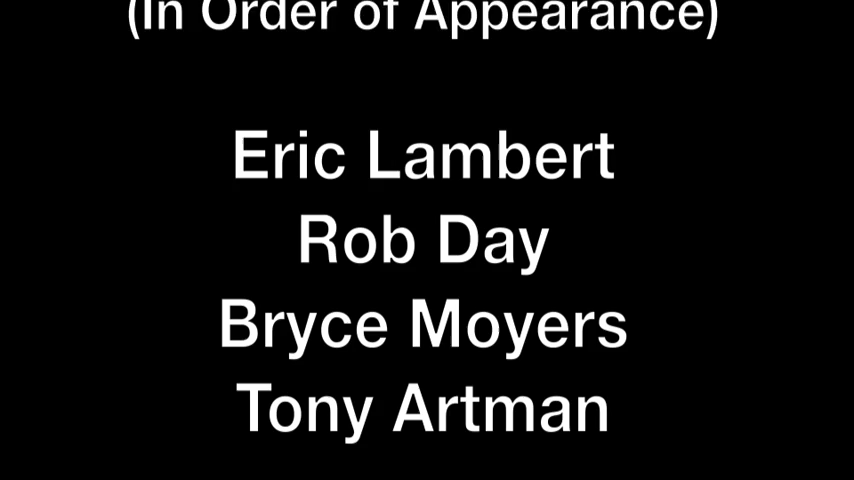 (In Order of Appearance)
Eric Lambert
Rob Day
Bryce Moyers
Tony Artman